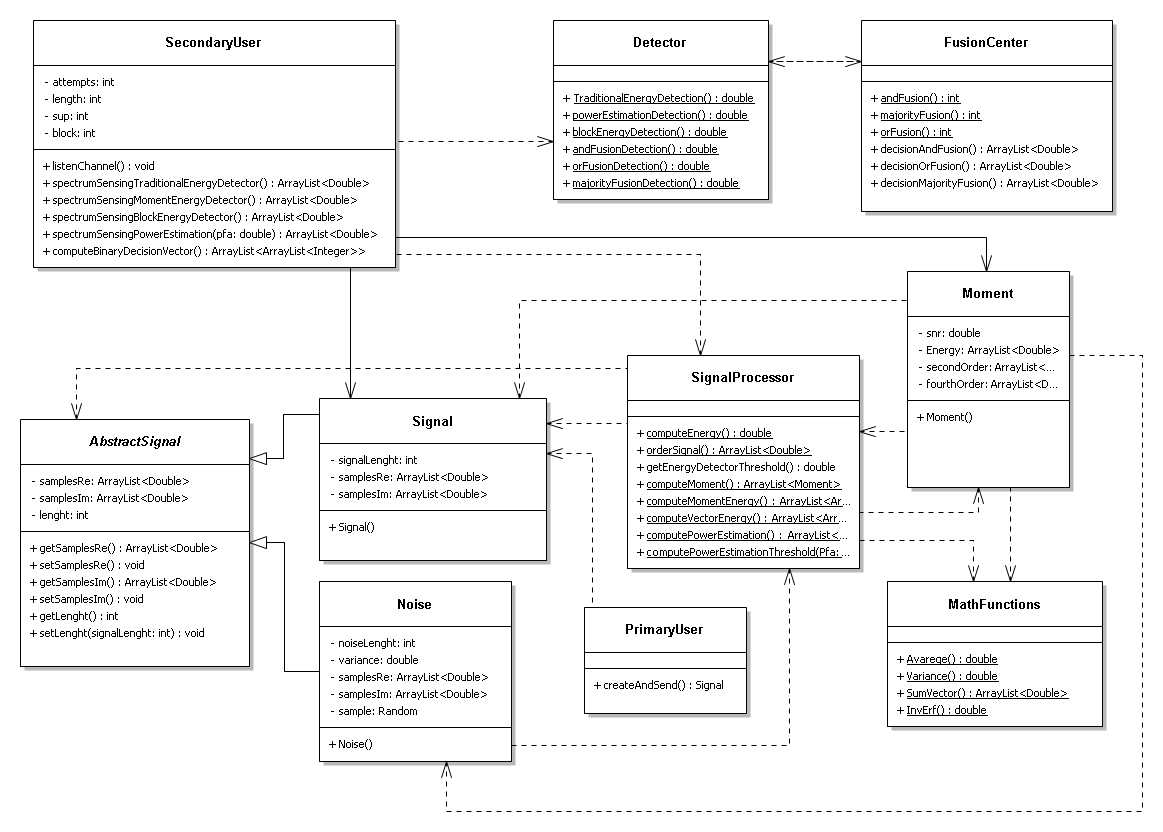 SecondaryUser
- attempts: int
- length: int
- sup: int
- block: int
+ listenChannel() : void
+ spectrumSensingTraditionalEnergyDetector() : ArrayList<Double>
+ spectrumSensingMomentEnergyDetector() : ArrayList<Double>
+ spectrumSensingBlockEnergyDetector() : ArrayList<Double>
+ spectrumSensingPowerEstimation(pfa: double) : ArrayList<Double>
+ computeBinaryDecisionVector() : ArrayList<ArrayList<Integer>>
Detector
+ TraditionalEnergyDetection() : double
+ powerEstimationDetection() : double
+ blockEnergyDetection() : double
+ andFusionDetection() : double
+ orFusionDetection() : double
+ majorityFusionDetection() : double
FusionCenter
+ andFusion() : int
+ majorityFusion() : int
+ orFusion() : int
+ decisionAndFusion() : ArrayList<Double>
+ decisionOrFusion() : ArrayList<Double>
+ decisionMajorityFusion() : ArrayList<Double>
Moment
- snr: double
- Energy: ArrayList<Double>
- secondOrder: ArrayList<...
- fourthOrder: ArrayList<D...
+ Moment()
SignalProcessor
+ computeEnergy() : double
+ orderSignal() : ArrayList<Double>
+ getEnergyDetectorThreshold() : double
+ computeMoment() : ArrayList<Moment>
+ computeMomentEnergy() : ArrayList<Ar...
+ computeVectorEnergy() : ArrayList<Arr...
+ computePowerEstimation() : ArrayList<...
+ computePowerEstimationThreshold(Pfa:...
AbstractSignal
- samplesRe: ArrayList<Double>
- samplesIm: ArrayList<Double>
- lenght: int
+ getSamplesRe() : ArrayList<Double>
+ setSamplesRe() : void
+ getSamplesIm() : ArrayList<Double>
+ setSamplesIm() : void
+ getLenght() : int
+ setLenght(signalLenght: int) : void
Signal
- signalLenght: int
- samplesRe: ArrayList<Double>
- samplesIm: ArrayList<Double>
+ Signal()
Noise
- noiseLenght: int
- variance: double
- samplesRe: ArrayList<Double>
- samplesIm: ArrayList<Double>
- sample: Random
+ Noise()
PrimaryUser
+ createAndSend() : Signal
MathFunctions
+ Avarege() : double
+ Variance() : double
+ SumVector() : ArrayList<Double>
+ InvErf() : double